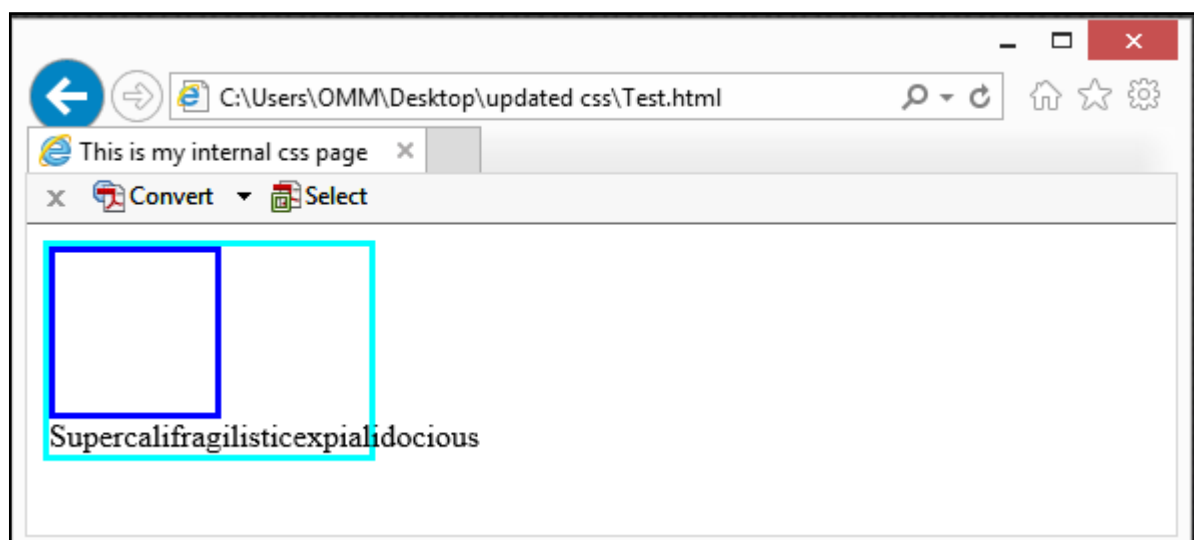 C:\Users\OMM\Desktop\updated css\Test.html
This is my internal css page
Convert Select
Supercalifragilisticexpialidocious